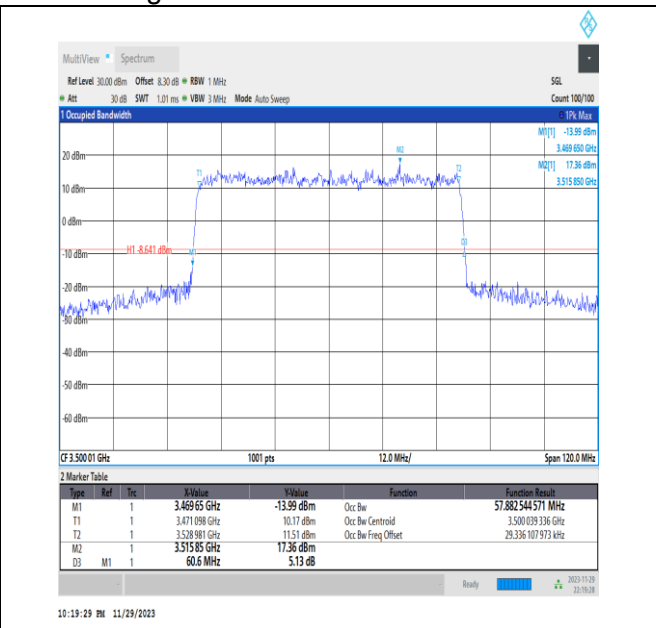 MultiView Spectrum
Ref Level 30.00 dBm Offset 8.30 dB RBW 1 MHz SGL
Att 30 dB SWT 1.01 ms VBW 3 MHz Mode Auto Sweep Count 100/100
1 Occupied Bandwidth 1Pk Max
M1[1] -13.99 dBm
3.469 650 GHz
M2[1] 17.36 dBm
3.515 850 GHz
M2
20 dBm
T1
T2
10 dBm
0 dBm
D3
H1 -8.641 dBm
M1
-10 dBm
-20 dBm
-30 dBm
-40 dBm
-50 dBm
-60 dBm
CF 3.500 01 GHz 1001 pts 12.0 MHz/ Span 120.0 MHz
2 Marker Table
Type Ref Trc X-Value Y-Value Function Function Result
M1 1 3.469 65 GHz -13.99 dBm Occ Bw 57.882 544 571 MHz
T1 1 3.471 098 GHz 10.17 dBm Occ Bw Centroid 3.500 039 336 GHz
T2 1 3.528 981 GHz 11.51 dBm Occ Bw Freq Offset 29.336 107 973 kHz
M2 1 3.515 85 GHz 17.36 dBm
D3 M1 1 60.6 MHz 5.13 dB
Ready 2023-11-29
22:19:28
10:19:29 PM 11/29/2023